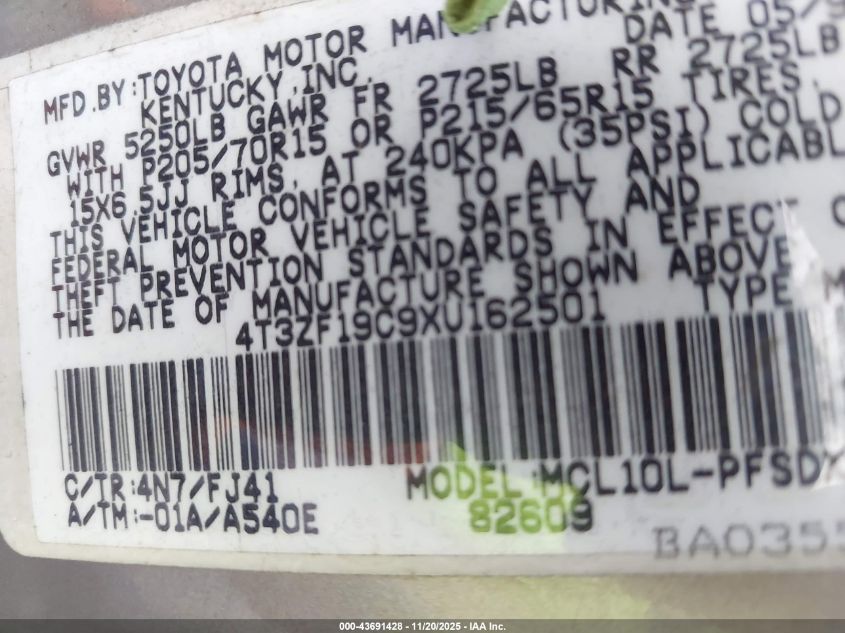 MFD.BY:TOYOTA MOTOR MANUFACTURING
KENTUCKY,INC. DATE 05/9
GVWR 5250LB GAWR FR 2725LB RR 2725LB
WITH P205/70R15 OR P215/65R15 TIRES,
15X6.5JJ RIMS, AT 240KPA (35PSI) COLD
THIS VEHICLE CONFORMS TO ALL APPLICABL
FEDERAL MOTOR VEHICLE SAFETY AND
THEFT PREVENTION STANDARDS IN EFFECT O
THE DATE OF MANUFACTURE SHOWN ABOVE.
4T3ZF19C9XU162501 TYPE M
C/TR:4N7/FJ41 MODEL:MCL10L-PFSD
A/TM:-01A/A540E 82609
BA0355
000-43691428 - 11/20/2025 - IAA Inc.